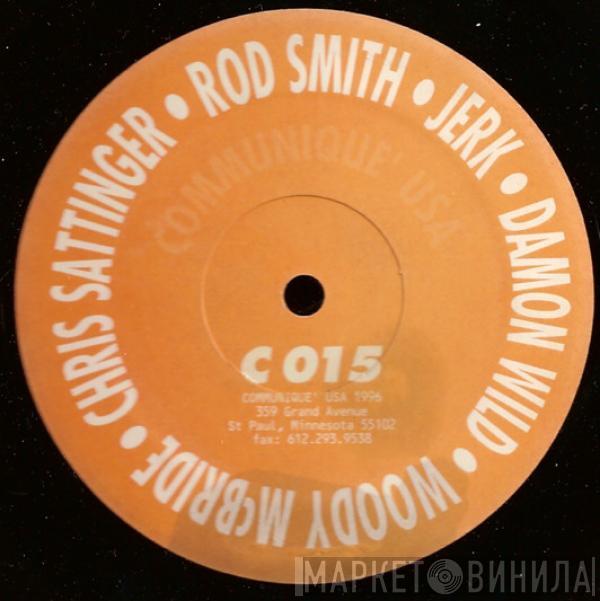 CHRIS SATTINGER • ROD SMITH • JERK • DAMON WILD • WOODY McBRIDE •
COMMUNIQUE' USA
C 015
COMMUNIQUE' USA 1996
359 Grand Avenue
St Paul, Minnesota 55102
fax: 612.293.9538
МАРКЕТ ВИНИЛА